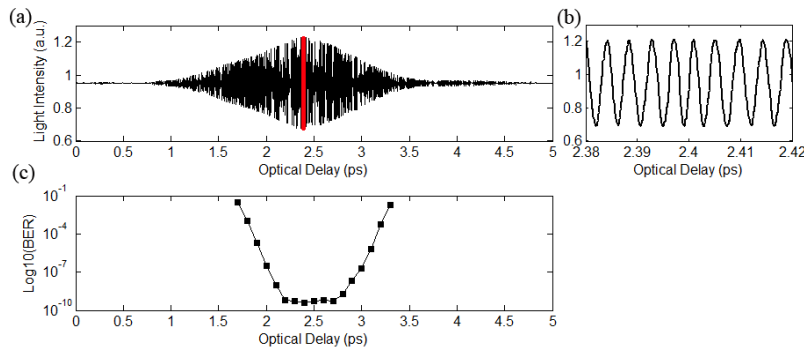 (a)
Light Intensity (a.u.)
1.2
1
0.8
0.6
0 0.5 1 1.5 2 2.5 3 3.5 4 4.5 5
Optical Delay (ps)
(b)
1.2
1
0.8
0.6
2.38 2.39 2.4 2.41 2.42
Optical Delay (ps)
(c)
Log10(BER)
10-1
10-4
10-7
10-10
0 0.5 1 1.5 2 2.5 3 3.5 4 4.5 5
Optical Delay (ps)